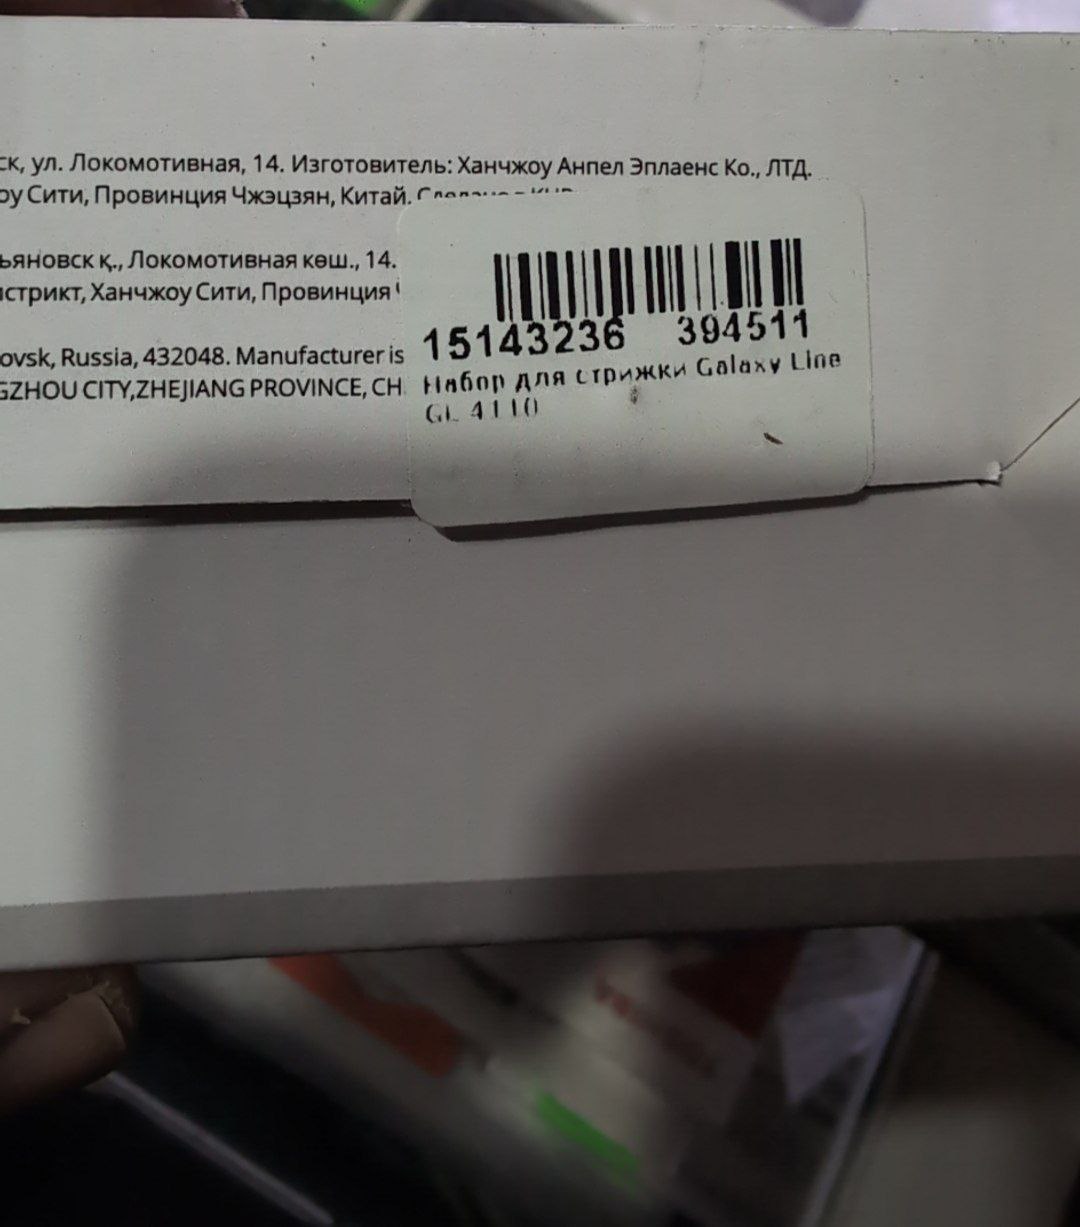 ск, ул. Локомотивная, 14. Изготовитель: Ханчжоу Анпел Эплаенс Ко., ЛТД.
оу Сити, Провинция Чжэцзян, Китай.
ьяновск қ., Локомотивная көш., 14.
истрикт, Ханчжоу Сити, Провинция
ovsk, Russia, 432048. Manufacturer is
GZHOU CITY,ZHEJIANG PROVINCE, CH
15143236 394511
Набор для стрижки Galaxy Line
GL 4110